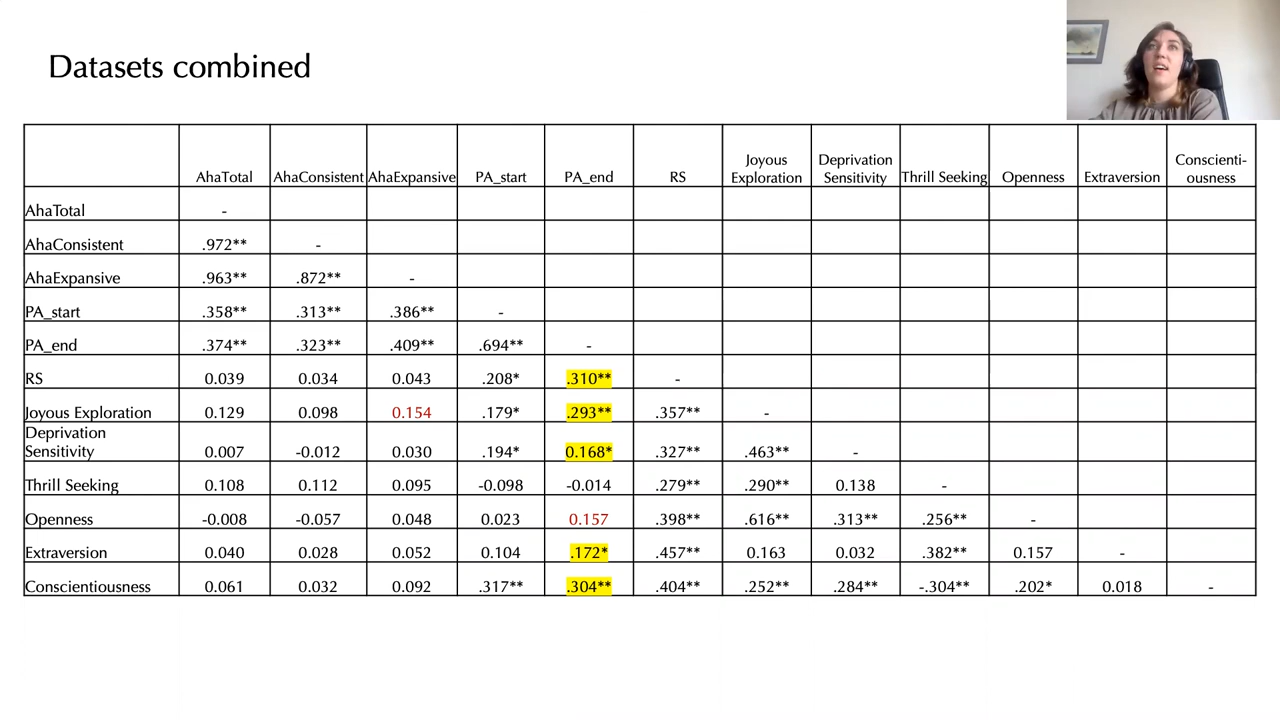 Datasets combined
AhaTotal AhaConsistent AhaExpansive PA_start PA_end RS Joyous Exploration Deprivation Sensitivity Thrill Seeking Openness Extraversion Conscienti-ousness
AhaTotal -
AhaConsistent .972** -
AhaExpansive .963** .872** -
PA_start .358** .313** .386** -
PA_end .374** .323** .409** .694** -
RS 0.039 0.034 0.043 .208* .310** -
Joyous Exploration 0.129 0.098 0.154 .179* .293** .357** -
Deprivation Sensitivity 0.007 -0.012 0.030 .194* 0.168* .327** .463** -
Thrill Seeking 0.108 0.112 0.095 -0.098 -0.014 .279** .290** 0.138 -
Openness -0.008 -0.057 0.048 0.023 0.157 .398** .616** .313** .256** -
Extraversion 0.040 0.028 0.052 0.104 .172* .457** 0.163 0.032 .382** 0.157 -
Conscientiousness 0.061 0.032 0.092 .317** .304** .404** .252** .284** -.304** .202* 0.018 -